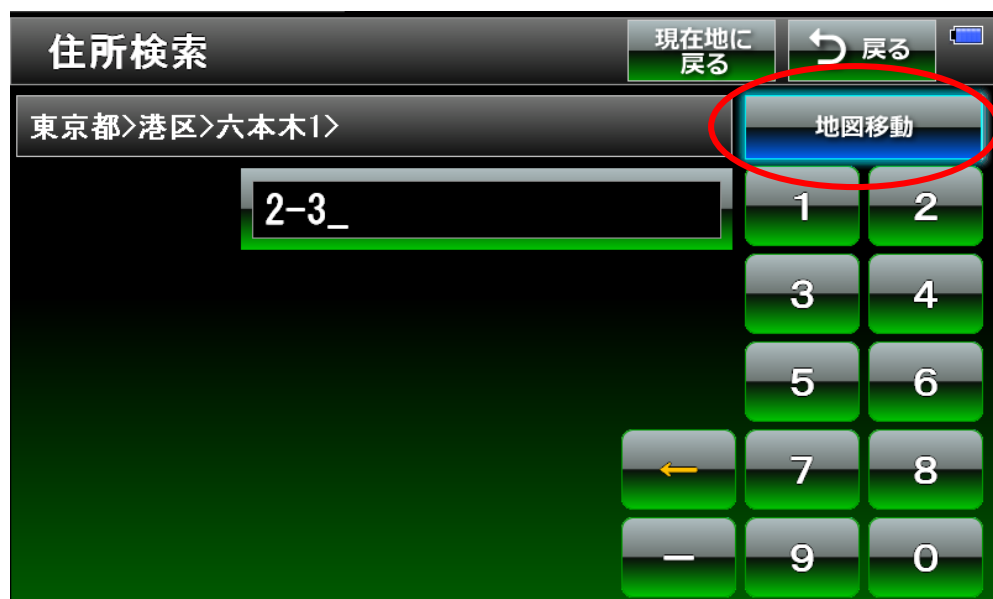 住所検索
現在地に
戻る
戻る
東京都>港区>六本木1>
地図移動
2-3_
1 2
3 4
5 6
← 7 8
- 9 0